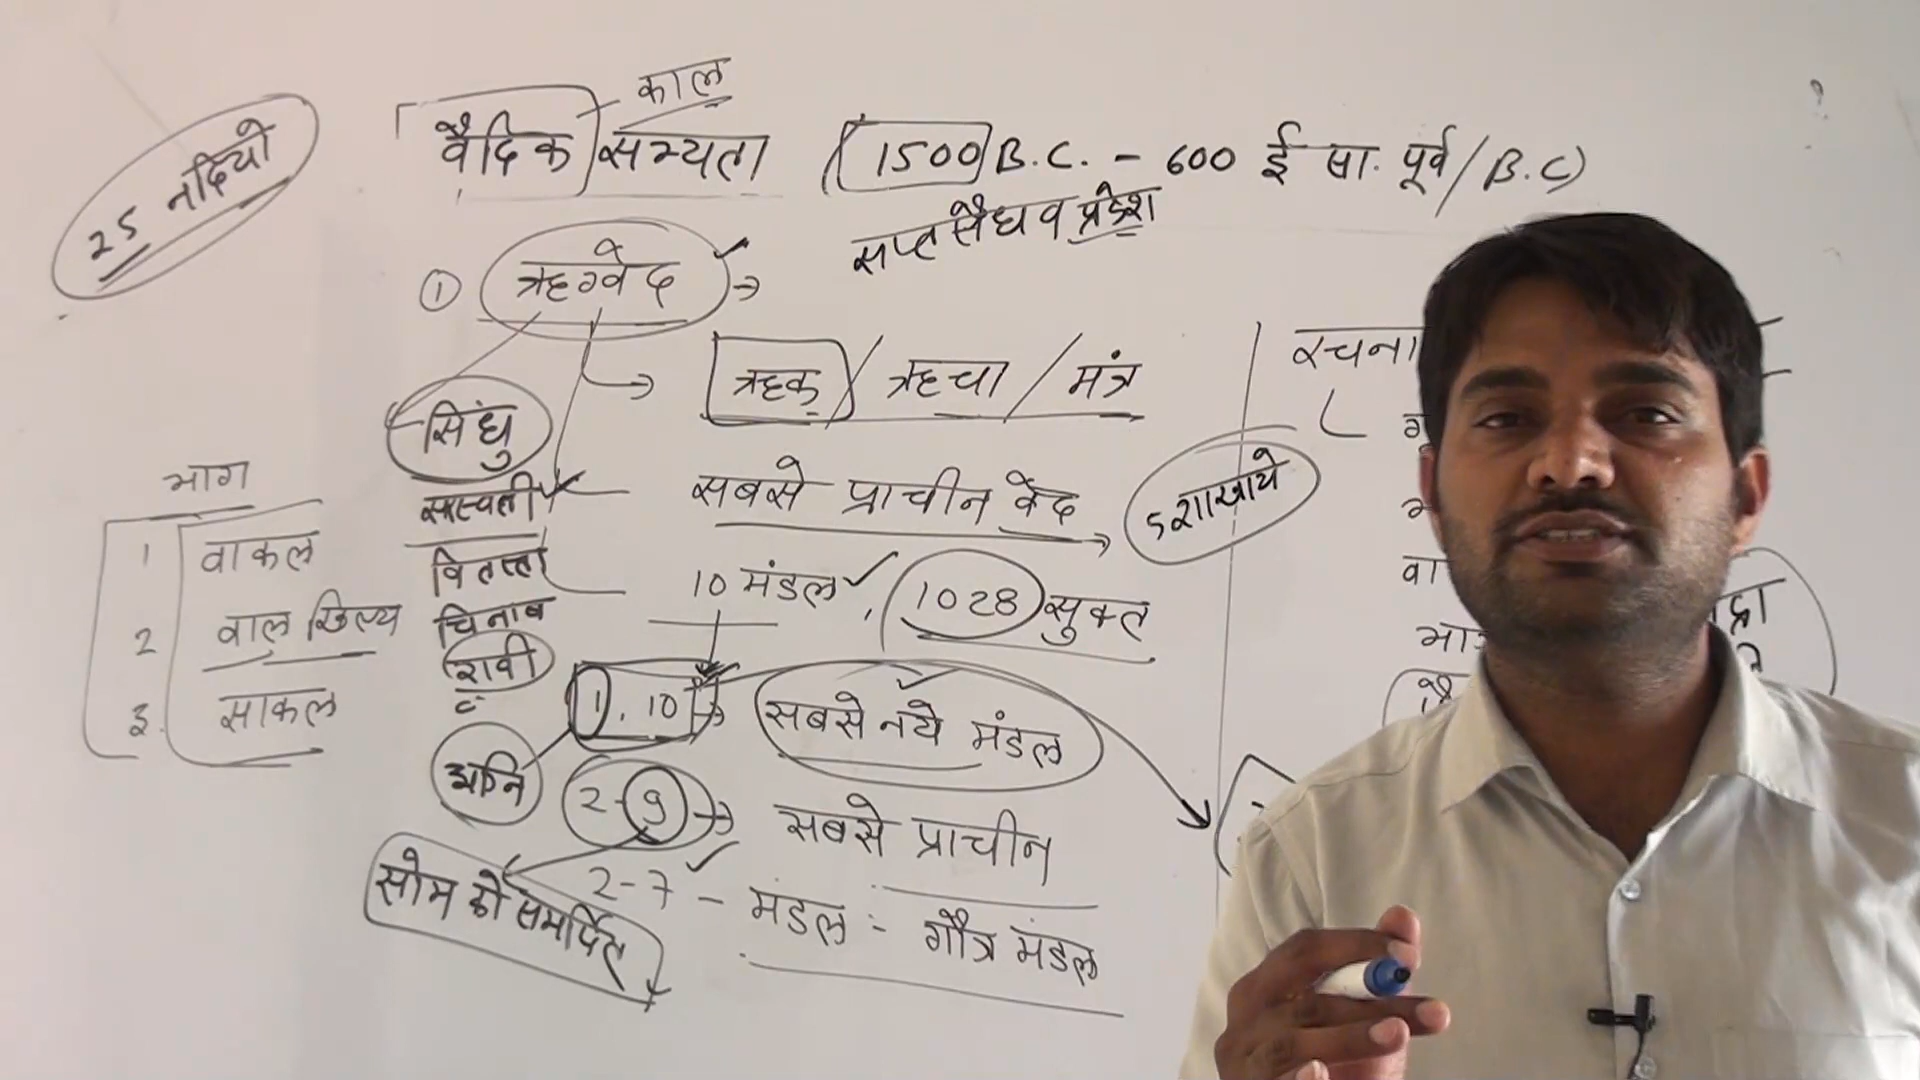 काल
25 नदियो
वैदिक सभ्यता (1500 B.C. - 600 ई सा. पूर्व / B.C)
सप्त सैधव प्रदेश
① ऋग्वेद →
ऋक / ऋचा / मंत्र
रचना
सिंधु
सबसे प्राचीन वेद →
5 शाखाये
भाग
सरस्वती
1 वाकल
वितस्ता
10 मंडल, 1028 सुक्त
वा
2 वाल खिल्य
चिनाब
रावी
3. साकल
1, 10 → सबसे नये मंडल
अग्नि
2-9 → सबसे प्राचीन
सोम को समर्पित
2-7 - मंडल - गौत्र मंडल